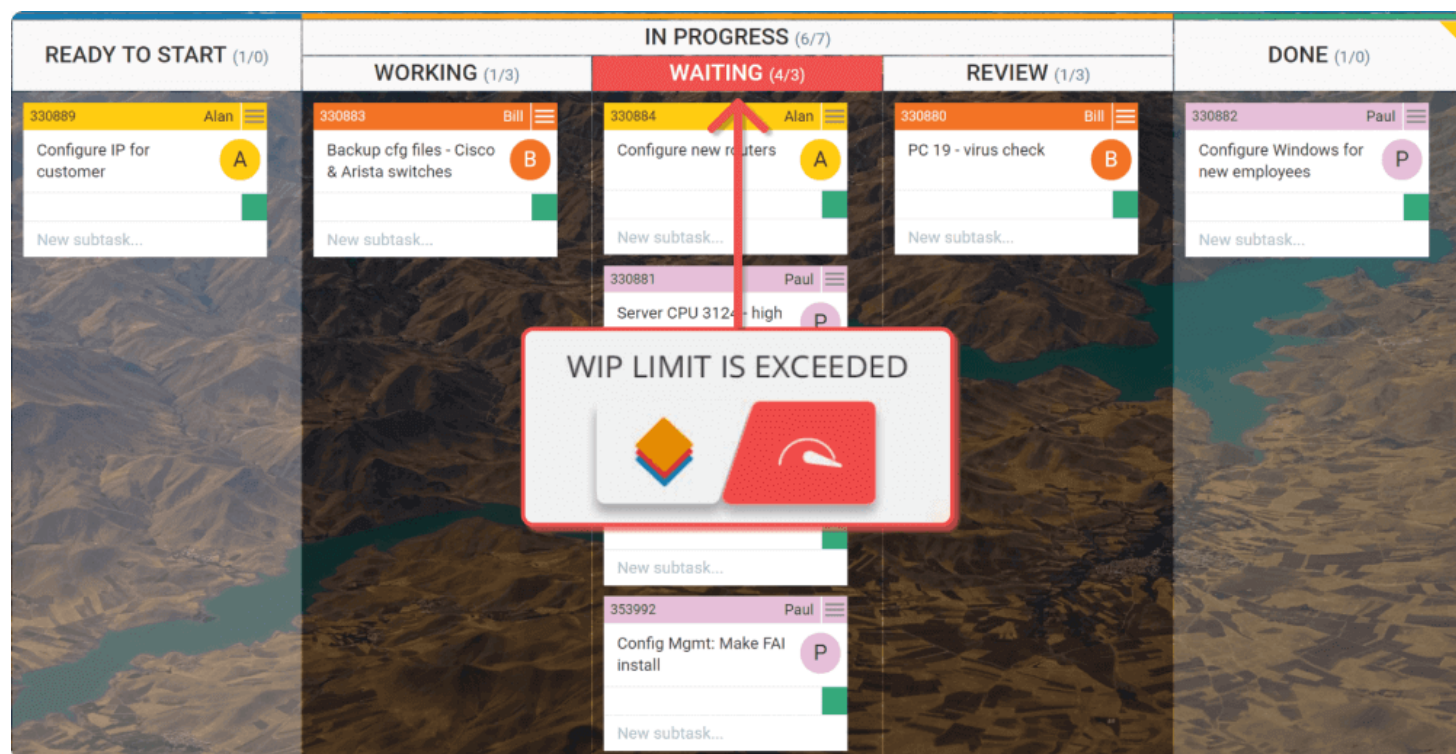 READY TO START (1/0)
IN PROGRESS (6/7)
WORKING (1/3)
WAITING (4/3)
REVIEW (1/3)
DONE (1/0)
330889 Alan
Configure IP for
customer
A
New subtask...
330883 Bill
Backup cfg files - Cisco
& Arista switches
B
New subtask...
330884 Alan
Configure new routers
A
New subtask...
330881 Paul
Server CPU 3124 - high
P
WIP LIMIT IS EXCEEDED
New subtask...
353992 Paul
Config Mgmt: Make FAI
install
P
New subtask...
330880 Bill
PC 19 - virus check
B
New subtask...
330882 Paul
Configure Windows for
new employees
P
New subtask...